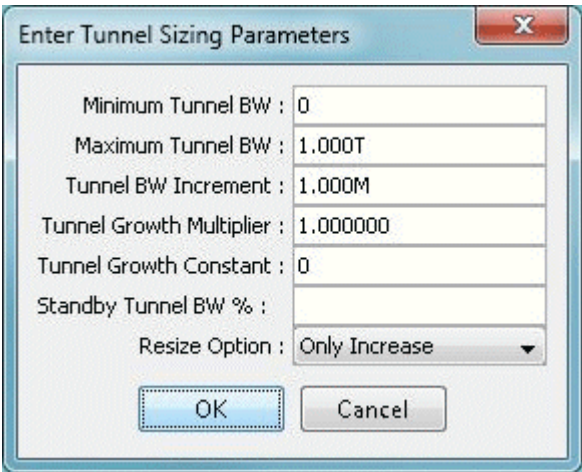 Enter Tunnel Sizing Parameters
Minimum Tunnel BW : 0
Maximum Tunnel BW : 1.000T
Tunnel BW Increment : 1.000M
Tunnel Growth Multiplier : 1.000000
Tunnel Growth Constant : 0
Standby Tunnel BW % :
Resize Option : Only Increase
OK Cancel